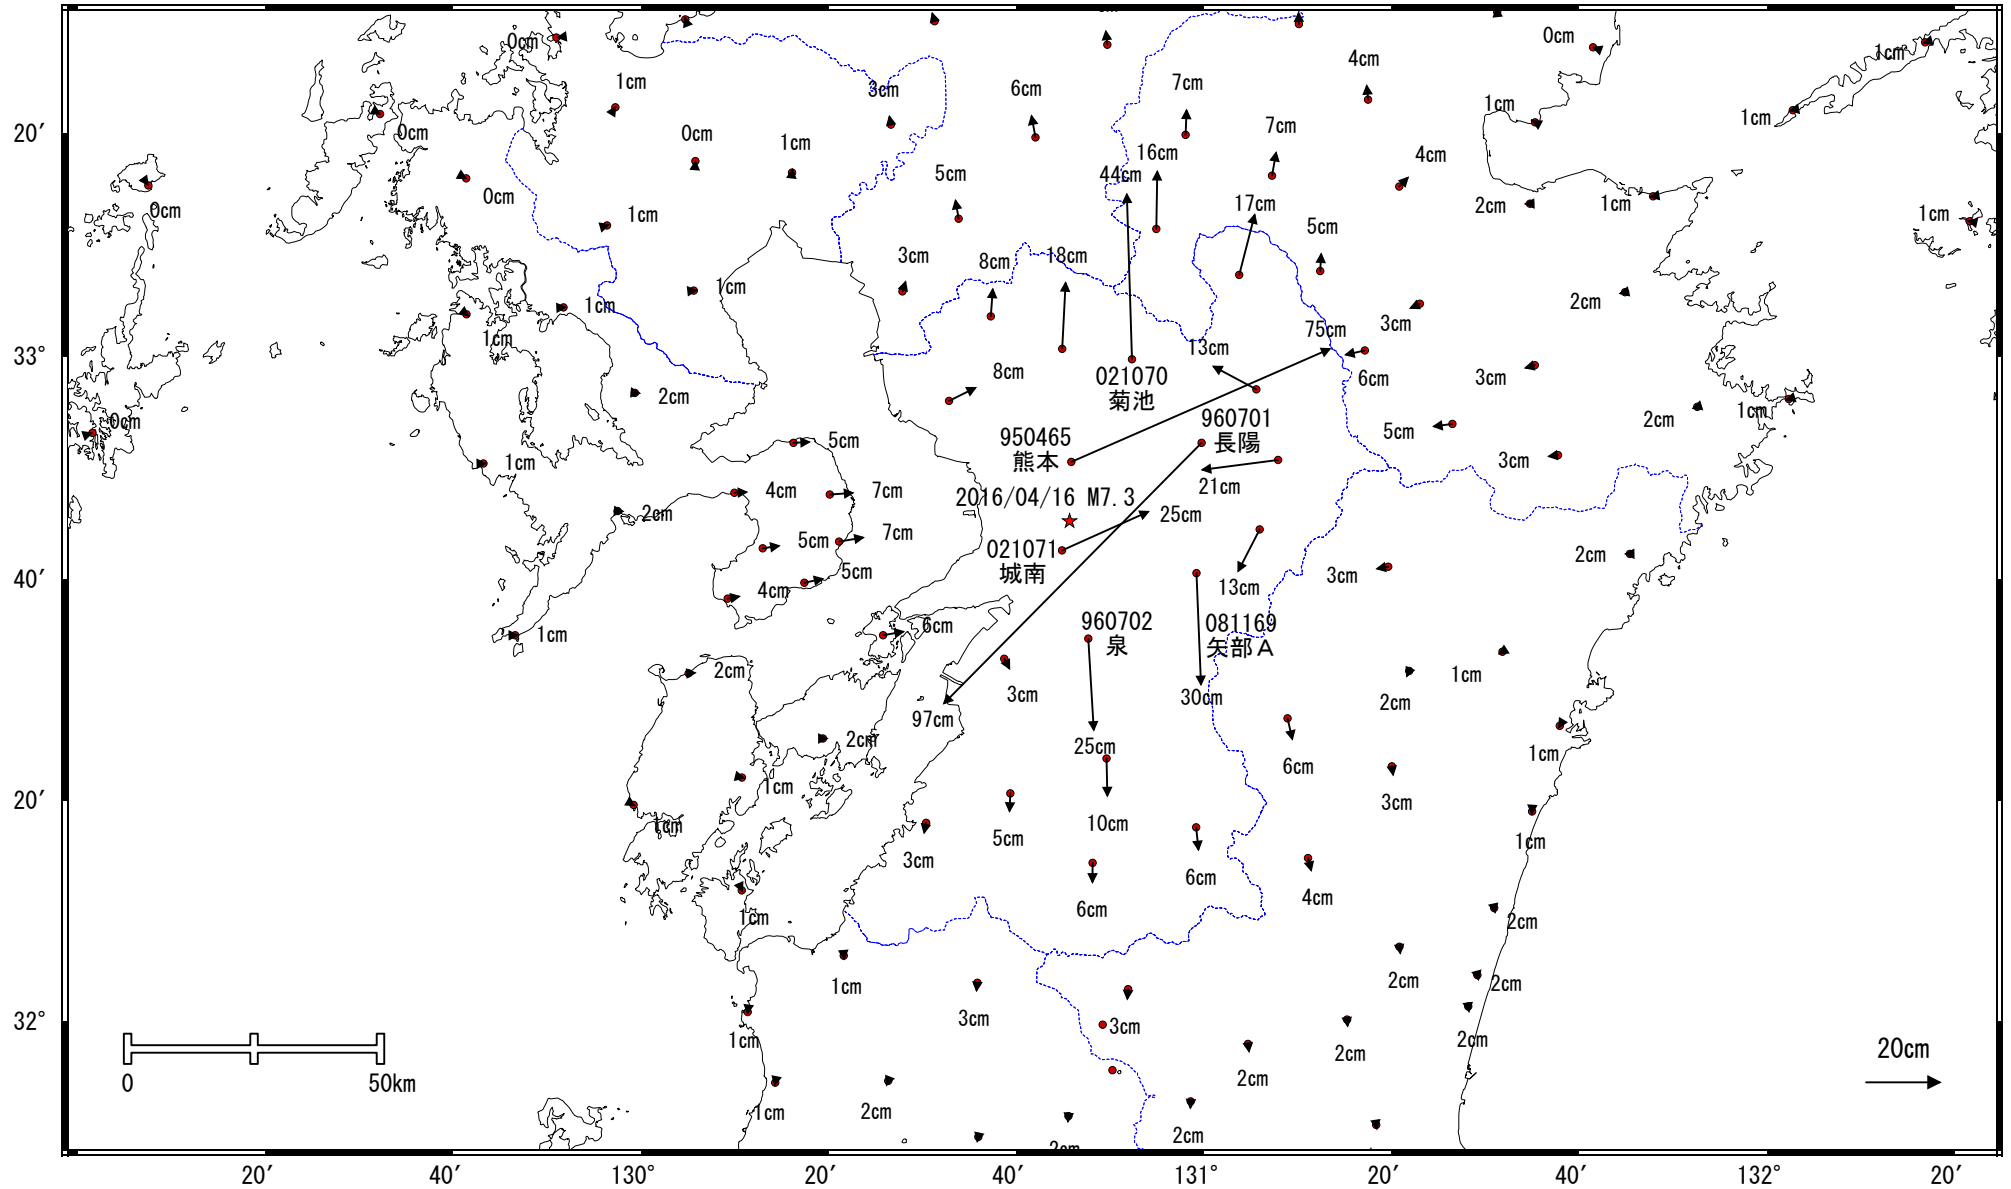 0cm
1cm
3cm
6cm
7cm
4cm
0cm
1cm
20′
0cm
0cm
1cm
16cm
7cm
1cm
1cm
4cm
0cm
0cm
1cm
5cm
44cm
17cm
5cm
2cm
1cm
1cm
1cm
1cm
3cm
8cm
18cm
2cm
1cm
75cm
3cm
33°
13cm
2cm
8cm
021070
菊池
6cm
3cm
1cm
0cm
5cm
950465
熊本
960701
長陽
5cm
2cm
1cm
4cm
7cm
2016/04/16 M7.3
21cm
3cm
2cm
5cm
7cm
25cm
40′
4cm
5cm
021071
城南
13cm
3cm
2cm
1cm
6cm
960702
泉
081169
矢部A
2cm
3cm
30cm
2cm
1cm
97cm
2cm
25cm
6cm
1cm
20′
1cm
1cm
3cm
5cm
10cm
6cm
3cm
1cm
1cm
6cm
4cm
2cm
1cm
3cm
3cm
2cm
2cm
32°
1cm
2cm
2cm
2cm
20cm
0
50km
1cm
2cm
2cm
2cm
20′
40′
130°
20′
40′
131°
20′
40′
132°
20′